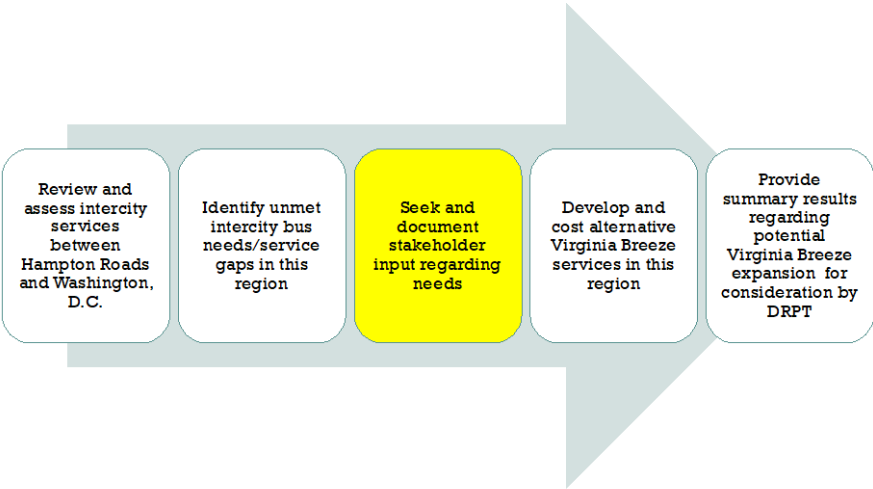 Review and
assess intercity
services
between
Hampton Roads
and Washington,
D.C.
Identify unmet
intercity bus
needs/service
gaps in this
region
Seek and
document
stakeholder
input regarding
needs
Develop and
cost alternative
Virginia Breeze
services in this
region
Provide
summary results
regarding
potential
Virginia Breeze
expansion for
consideration by
DRPT